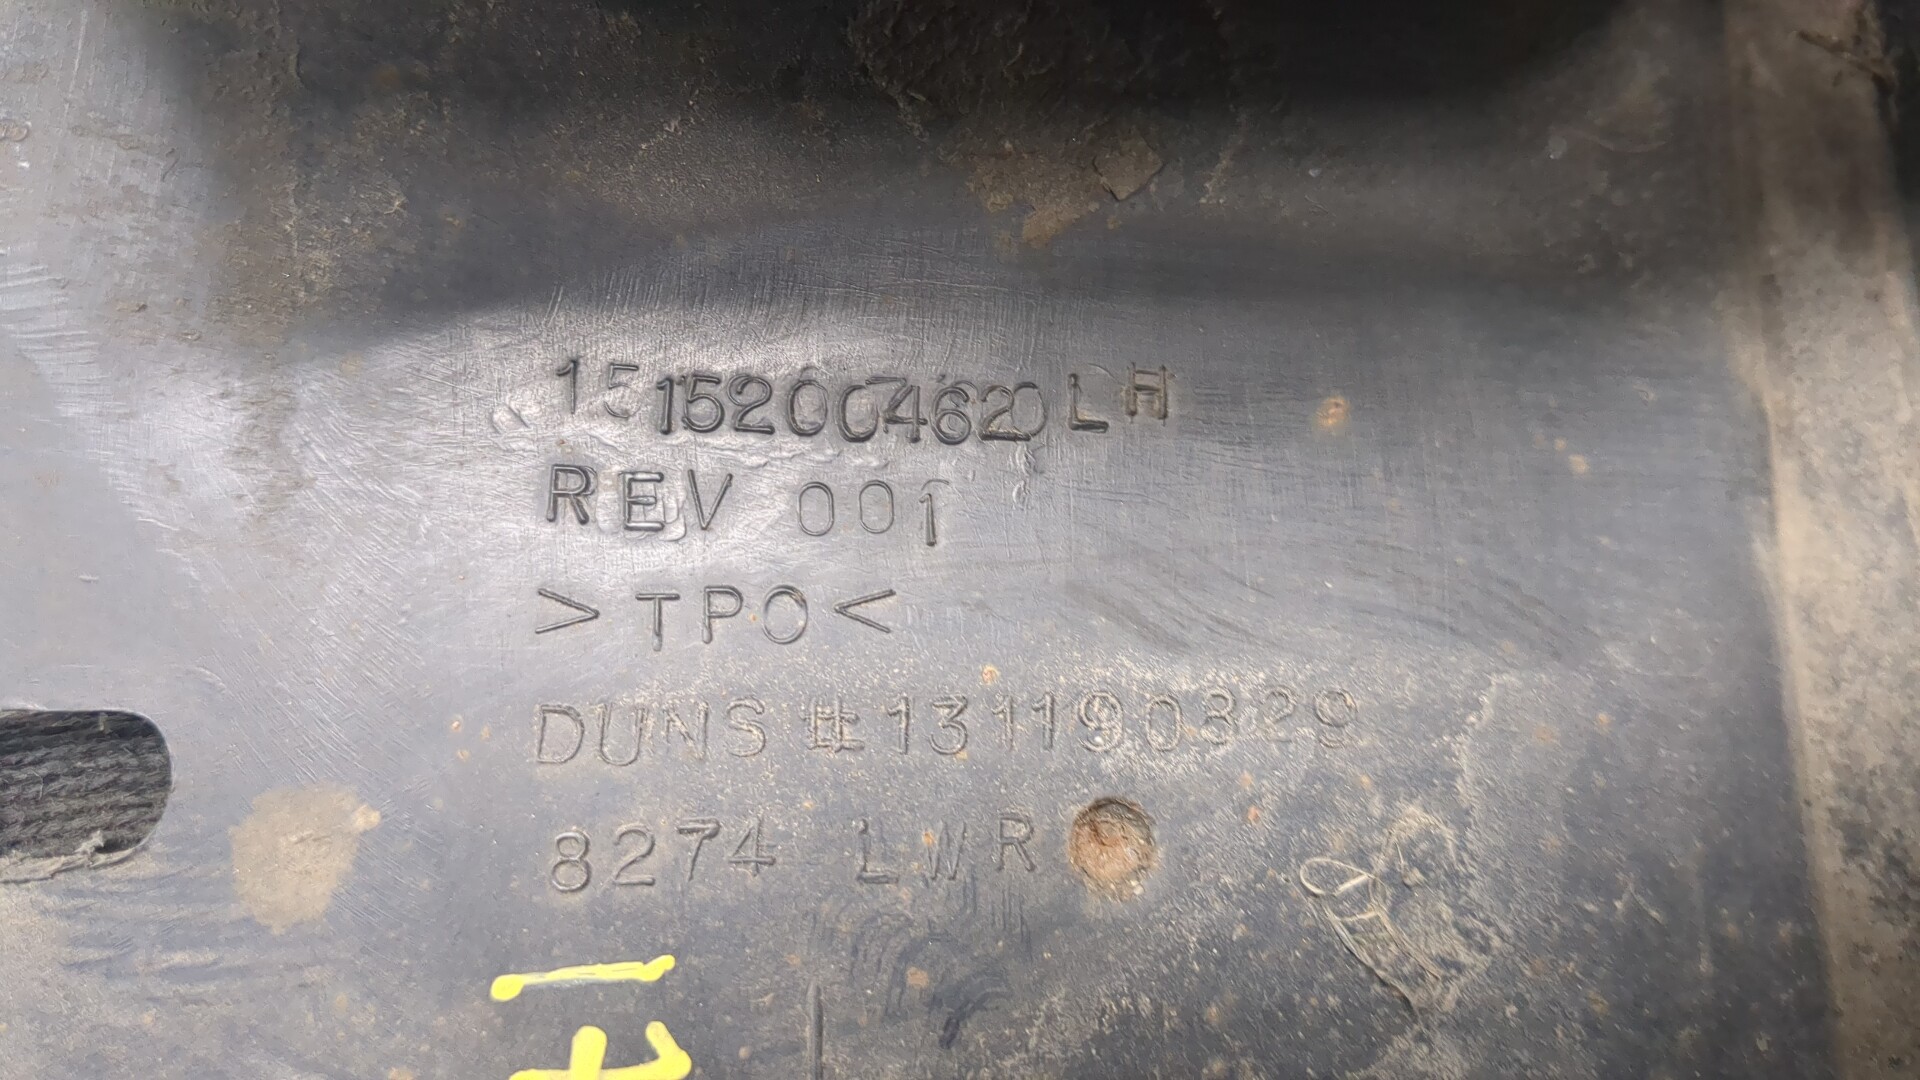 15152004620 LH
REV 001
>TPO<
DUNS #131190329
8274 LWR